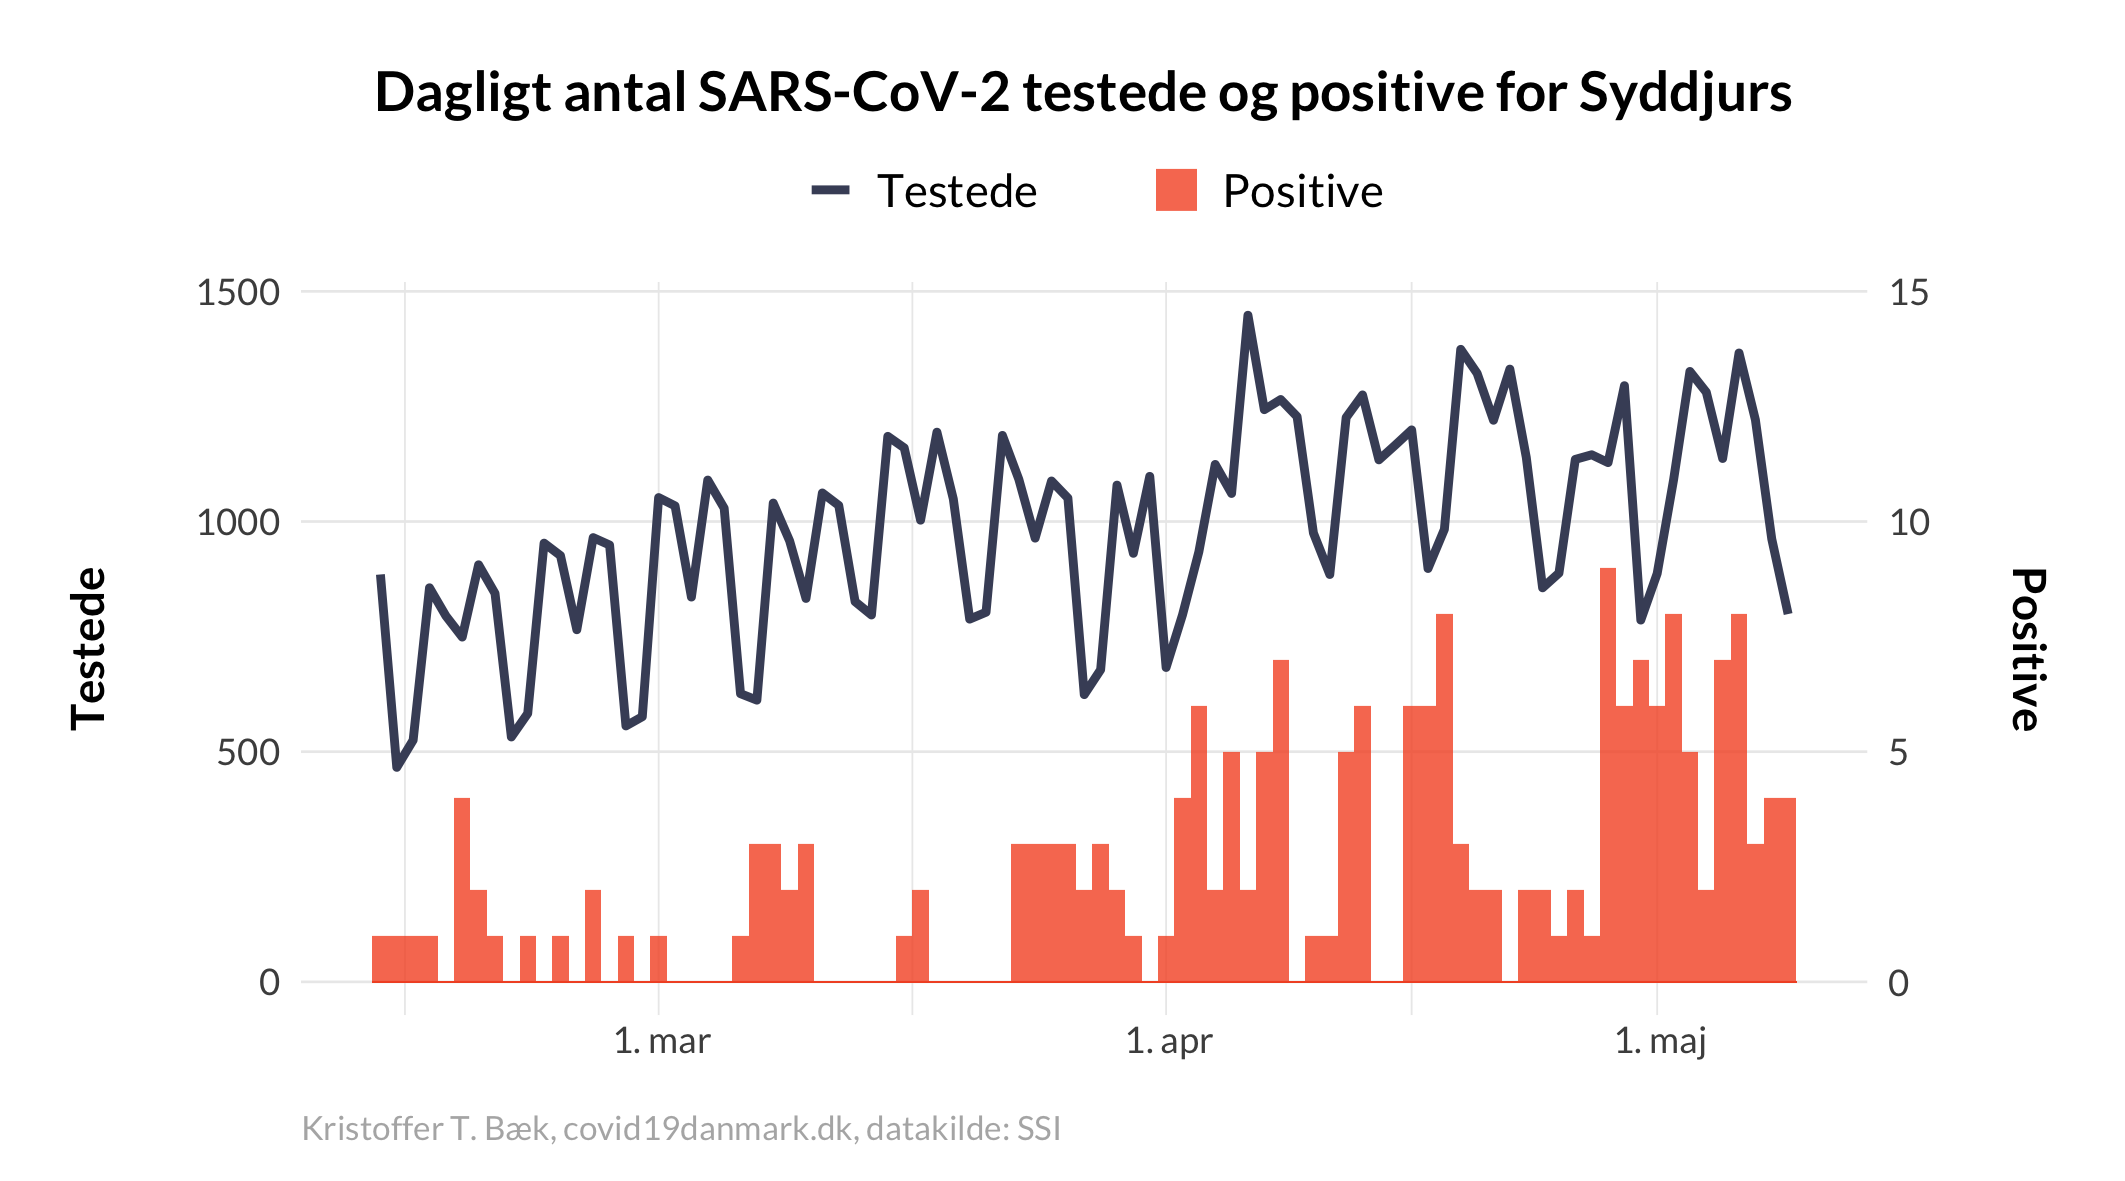 Dagligt antal SARS-CoV-2 testede og positive for Syddjurs
Testede
Positive
1500
1000
500
0
15
10
5
0
Testede
Positive
1. mar
1. apr
1. maj
Kristoffer T. Bæk, covid19danmark.dk, datakilde: SSI